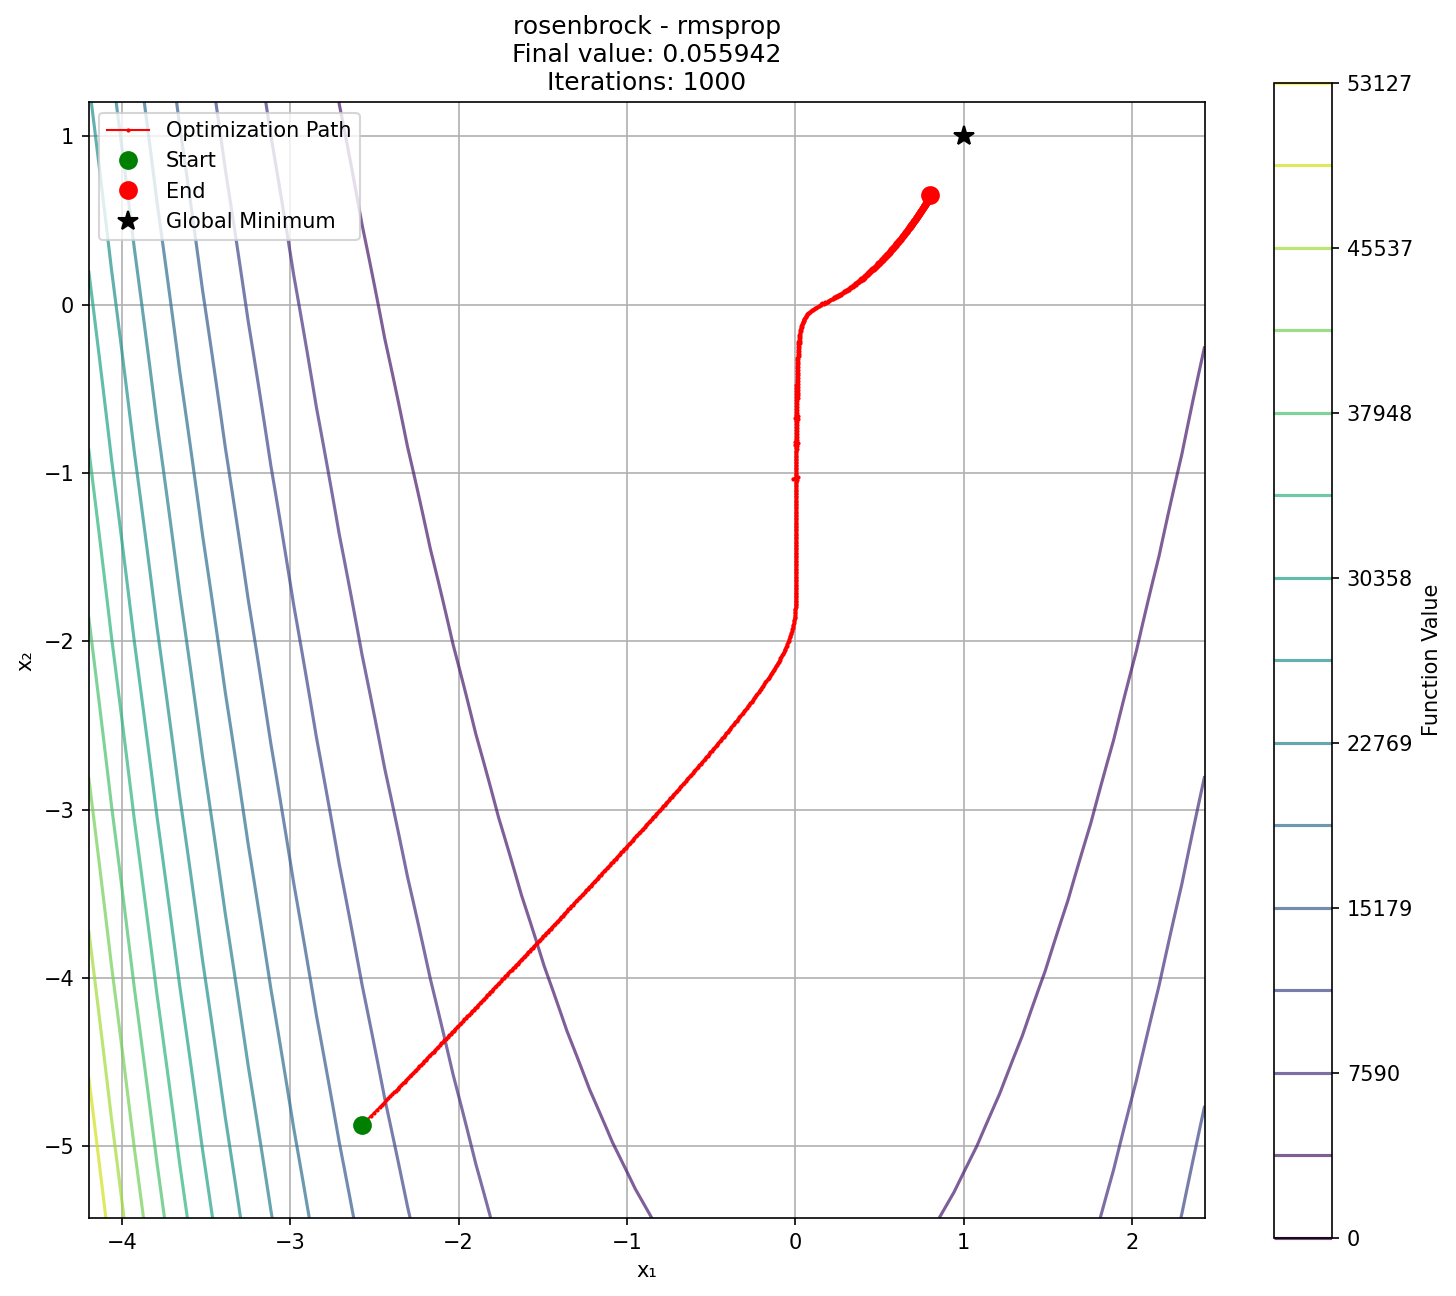 rosenbrock - rmsprop
Final value: 0.055942
Iterations: 1000
Optimization Path
Start
End
Global Minimum
1
0
−1
−2
−3
−4
−5
x₂
−4
−3
−2
−1
0
1
2
x₁
53127
45537
37948
30358
22769
15179
7590
0
Function Value